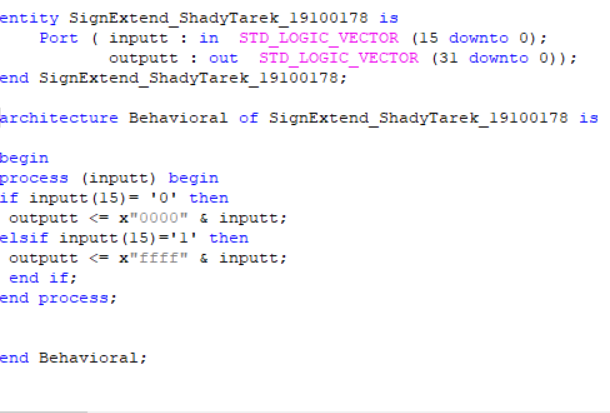 entity SignExtend_ShadyTarek_19100178 is
    Port ( inputt : in  STD_LOGIC_VECTOR (15 downto 0);
           outputt : out  STD_LOGIC_VECTOR (31 downto 0));
end SignExtend_ShadyTarek_19100178;
architecture Behavioral of SignExtend_ShadyTarek_19100178 is
begin
process (inputt) begin
if inputt(15)= '0' then
 outputt <= x"0000" & inputt;
elsif inputt(15)='1' then
 outputt <= x"ffff" & inputt;
 end if;
end process;
end Behavioral;